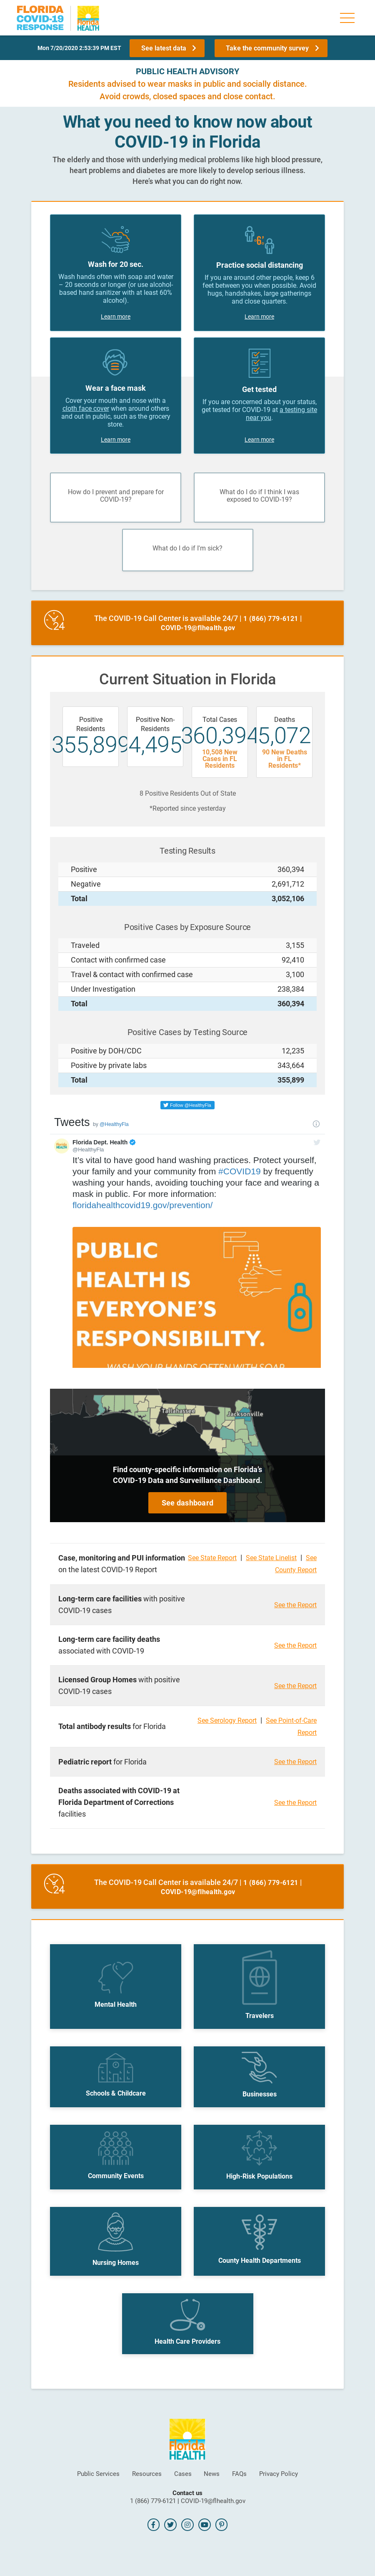 FLORIDA
COVID-19
RESPONSE
Florida
HEALTH
Mon 7/20/2020 2:53:39 PM EST
See latest data
Take the community survey
PUBLIC HEALTH ADVISORY
Residents advised to wear masks in public and socially distance.
Avoid crowds, closed spaces and close contact.
What you need to know now about
COVID-19 in Florida
The elderly and those with underlying medical problems like high blood pressure,
heart problems and diabetes are more likely to develop serious illness.
Here's what you can do right now.
Wash for 20 sec.
Wash hands often with soap and water
– 20 seconds or longer (or use alcohol-
based hand sanitizer with at least 60%
alcohol).
Learn more
6'
Practice social distancing
If you are around other people, keep 6
feet between you when possible. Avoid
hugs, handshakes, large gatherings
and close quarters.
Learn more
Wear a face mask
Cover your mouth and nose with a
cloth face cover when around others
and out in public, such as the grocery
store.
Learn more
Get tested
If you are concerned about your status,
get tested for COVID-19 at a testing site
near you.
Learn more
How do I prevent and prepare for
COVID-19?
What do I do if I think I was
exposed to COVID-19?
What do I do if I'm sick?
24
The COVID-19 Call Center is available 24/7 | 1 (866) 779-6121 |
COVID-19@flhealth.gov
Current Situation in Florida
Positive
Residents
355,899
Positive Non-
Residents
4,495
Total Cases
360,394
10,508 New
Cases in FL
Residents
Deaths
5,072
90 New Deaths
in FL
Residents*
8 Positive Residents Out of State
*Reported since yesterday
Testing Results
Positive 360,394
Negative 2,691,712
Total 3,052,106
Positive Cases by Exposure Source
Traveled 3,155
Contact with confirmed case 92,410
Travel & contact with confirmed case 3,100
Under Investigation 238,384
Total 360,394
Positive Cases by Testing Source
Positive by DOH/CDC 12,235
Positive by private labs 343,664
Total 355,899
Follow @HealthyFla
Tweets by @HealthyFla
Florida Dept. Health
@HealthyFla
It's vital to have good hand washing practices. Protect yourself,
your family and your community from #COVID19 by frequently
washing your hands, avoiding touching your face and wearing a
mask in public. For more information:
floridahealthcovid19.gov/prevention/
PUBLIC
HEALTH IS
EVERYONE'S
RESPONSIBILITY.
WASH YOUR HANDS OFTEN WITH SOAP
Tallahassee
Jacksonville
Find county-specific information on Florida's
COVID-19 Data and Surveillance Dashboard.
See dashboard
Case, monitoring and PUI information
on the latest COVID-19 Report
See State Report | See State Linelist | See
County Report
Long-term care facilities with positive
COVID-19 cases
See the Report
Long-term care facility deaths
associated with COVID-19
See the Report
Licensed Group Homes with positive
COVID-19 cases
See the Report
Total antibody results for Florida
See Serology Report | See Point-of-Care
Report
Pediatric report for Florida
See the Report
Deaths associated with COVID-19 at
Florida Department of Corrections
facilities
See the Report
24
The COVID-19 Call Center is available 24/7 | 1 (866) 779-6121 |
COVID-19@flhealth.gov
Mental Health
Travelers
Schools & Childcare
Businesses
Community Events
High-Risk Populations
Nursing Homes
County Health Departments
Health Care Providers
Florida
HEALTH
Public Services Resources Cases News FAQs Privacy Policy
Contact us
1 (866) 779-6121 | COVID-19@flhealth.gov